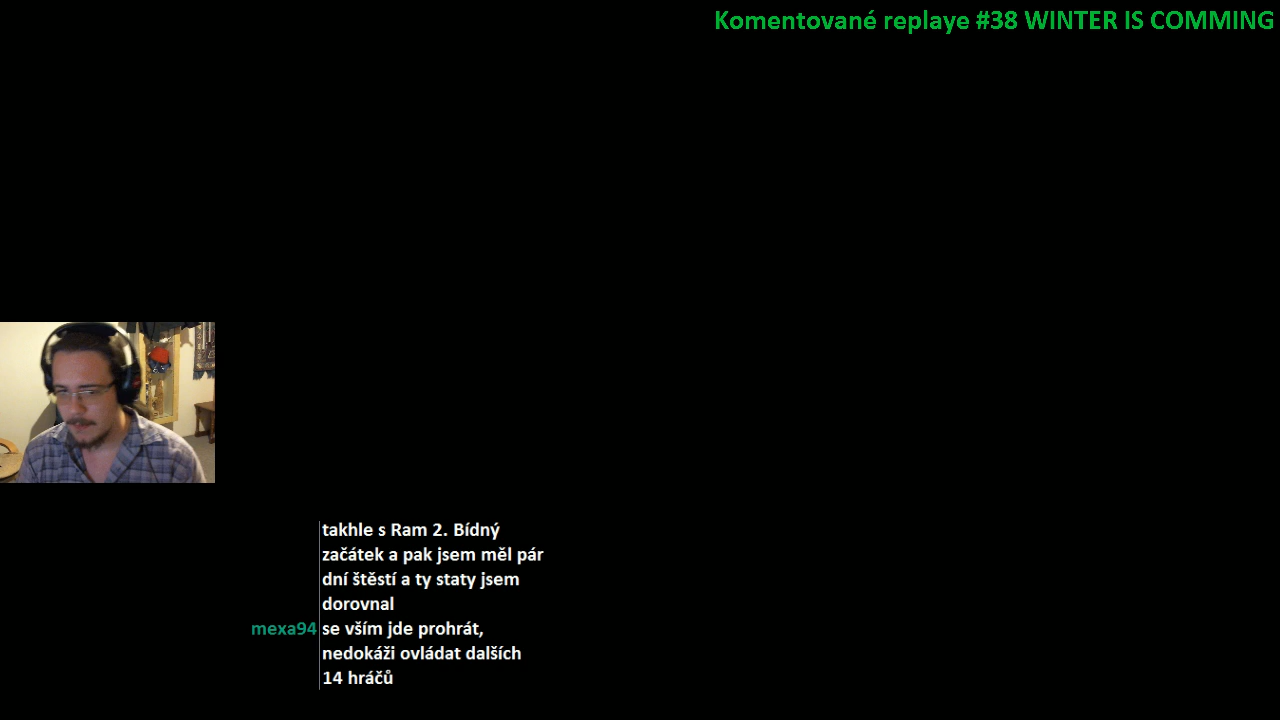 Komentované replaye #38 WINTER IS COMMING
takhle s Ram 2. Bídný
začátek a pak jsem měl pár
dní štěstí a ty staty jsem
dorovnal
mexa94 se vším jde prohrát,
nedokáži ovládat dalších
14 hráčů